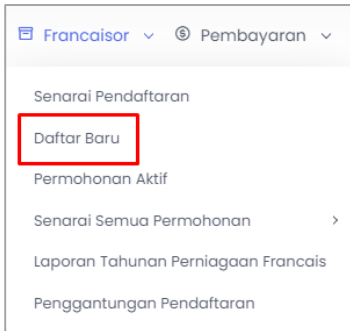 Francaisor Pembayaran
Senarai Pendaftaran
Daftar Baru
Permohonan Aktif
Senarai Semua Permohonan
Laporan Tahunan Perniagaan Francais
Penggantungan Pendaftaran